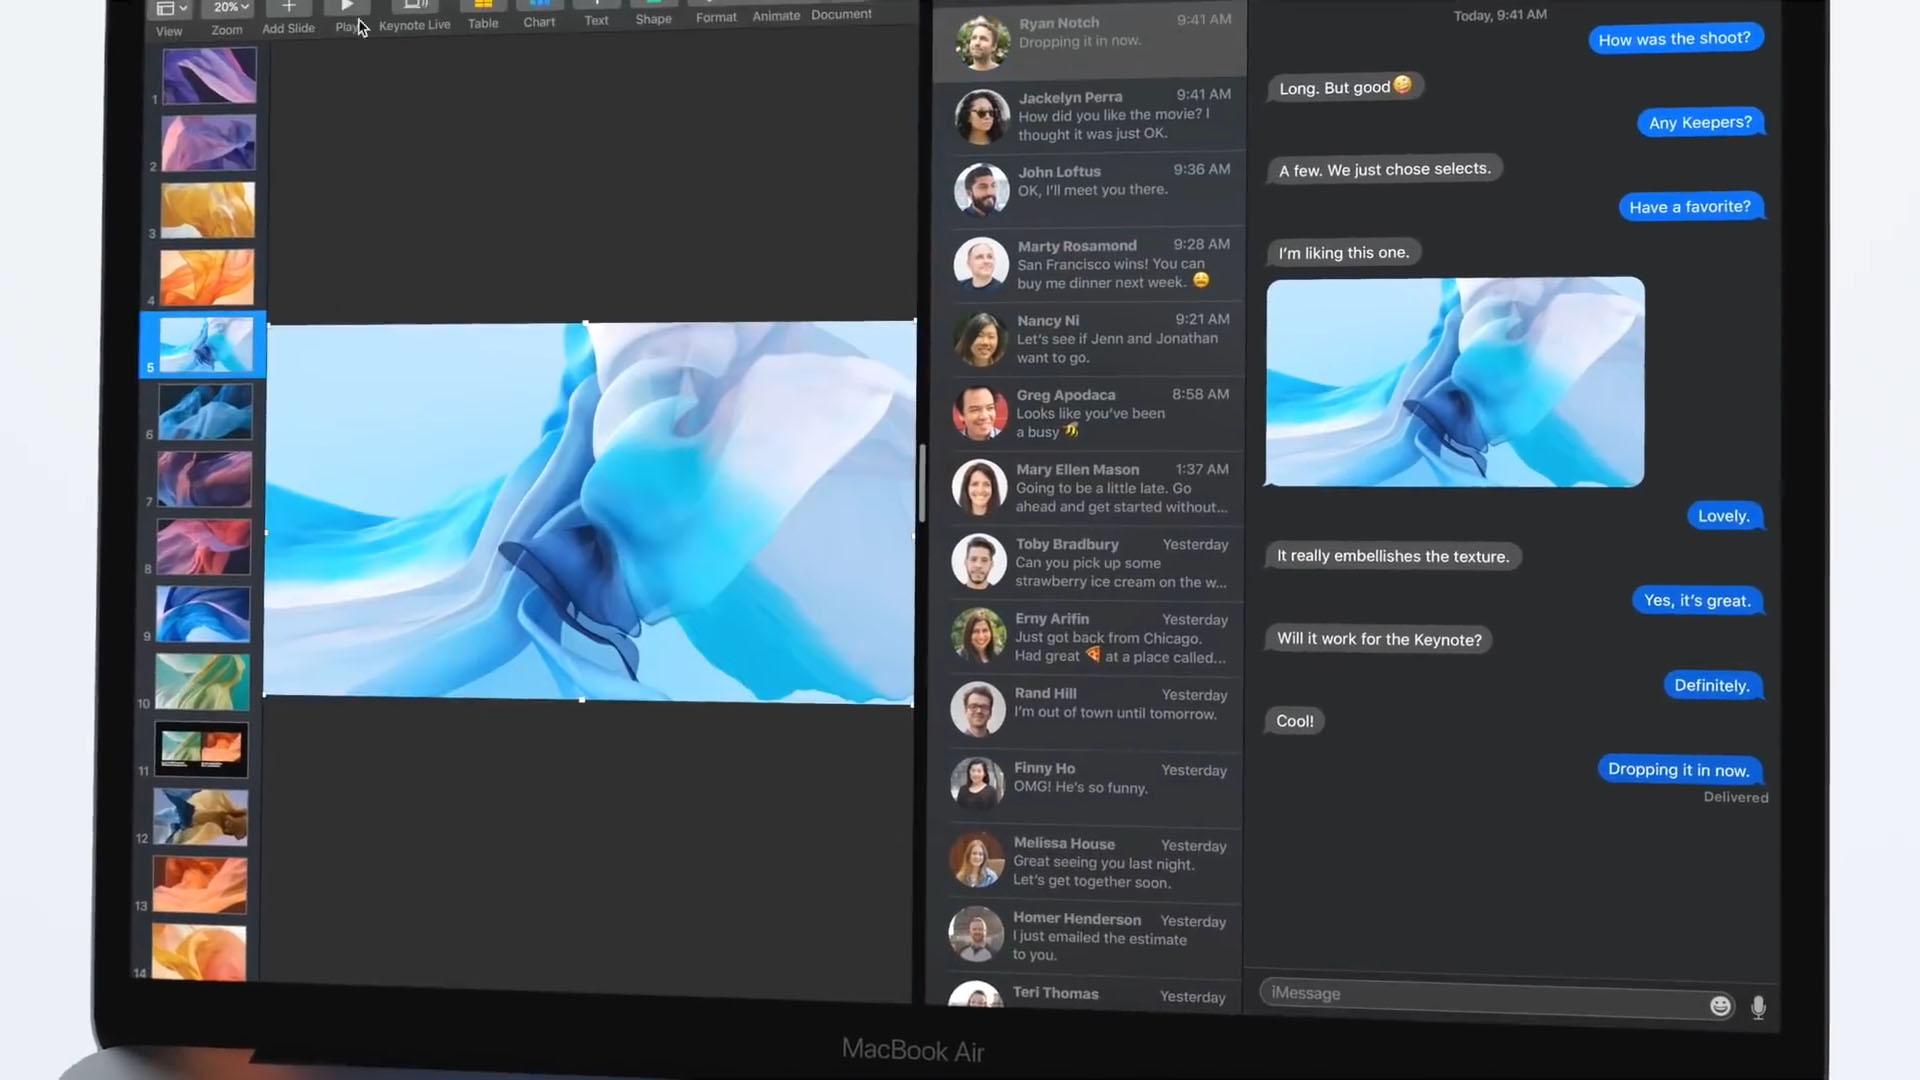 20%
View
Zoom
Add Slide
Play
Keynote Live
Table
Chart
Text
Shape
Format
Animate
Document
1
2
3
4
5
6
7
8
9
10
11
12
13
14
Ryan Notch 9:41 AM
Dropping it in now.
Jackelyn Perra 9:41 AM
How did you like the movie? I
thought it was just OK.
John Loftus 9:36 AM
OK, I'll meet you there.
Marty Rosamond 9:28 AM
San Francisco wins! You can
buy me dinner next week. 😩
Nancy Ni 9:21 AM
Let's see if Jenn and Jonathan
want to go.
Greg Apodaca 8:58 AM
Looks like you've been
a busy 🐝
Mary Ellen Mason 1:37 AM
Going to be a little late. Go
ahead and get started without...
Toby Bradbury Yesterday
Can you pick up some
strawberry ice cream on the w...
Erny Arifin Yesterday
Just got back from Chicago.
Had great 🍕 at a place called...
Rand Hill Yesterday
I'm out of town until tomorrow.
Finny Ho Yesterday
OMG! He's so funny.
Melissa House Yesterday
Great seeing you last night.
Let's get together soon.
Homer Henderson Yesterday
I just emailed the estimate
to you.
Teri Thomas Yesterday
Today, 9:41 AM
How was the shoot?
Long. But good🤪
Any Keepers?
A few. We just chose selects.
Have a favorite?
I'm liking this one.
Lovely.
It really embellishes the texture.
Yes, it's great.
Will it work for the Keynote?
Definitely.
Cool!
Dropping it in now.
Delivered
iMessage
MacBook Air